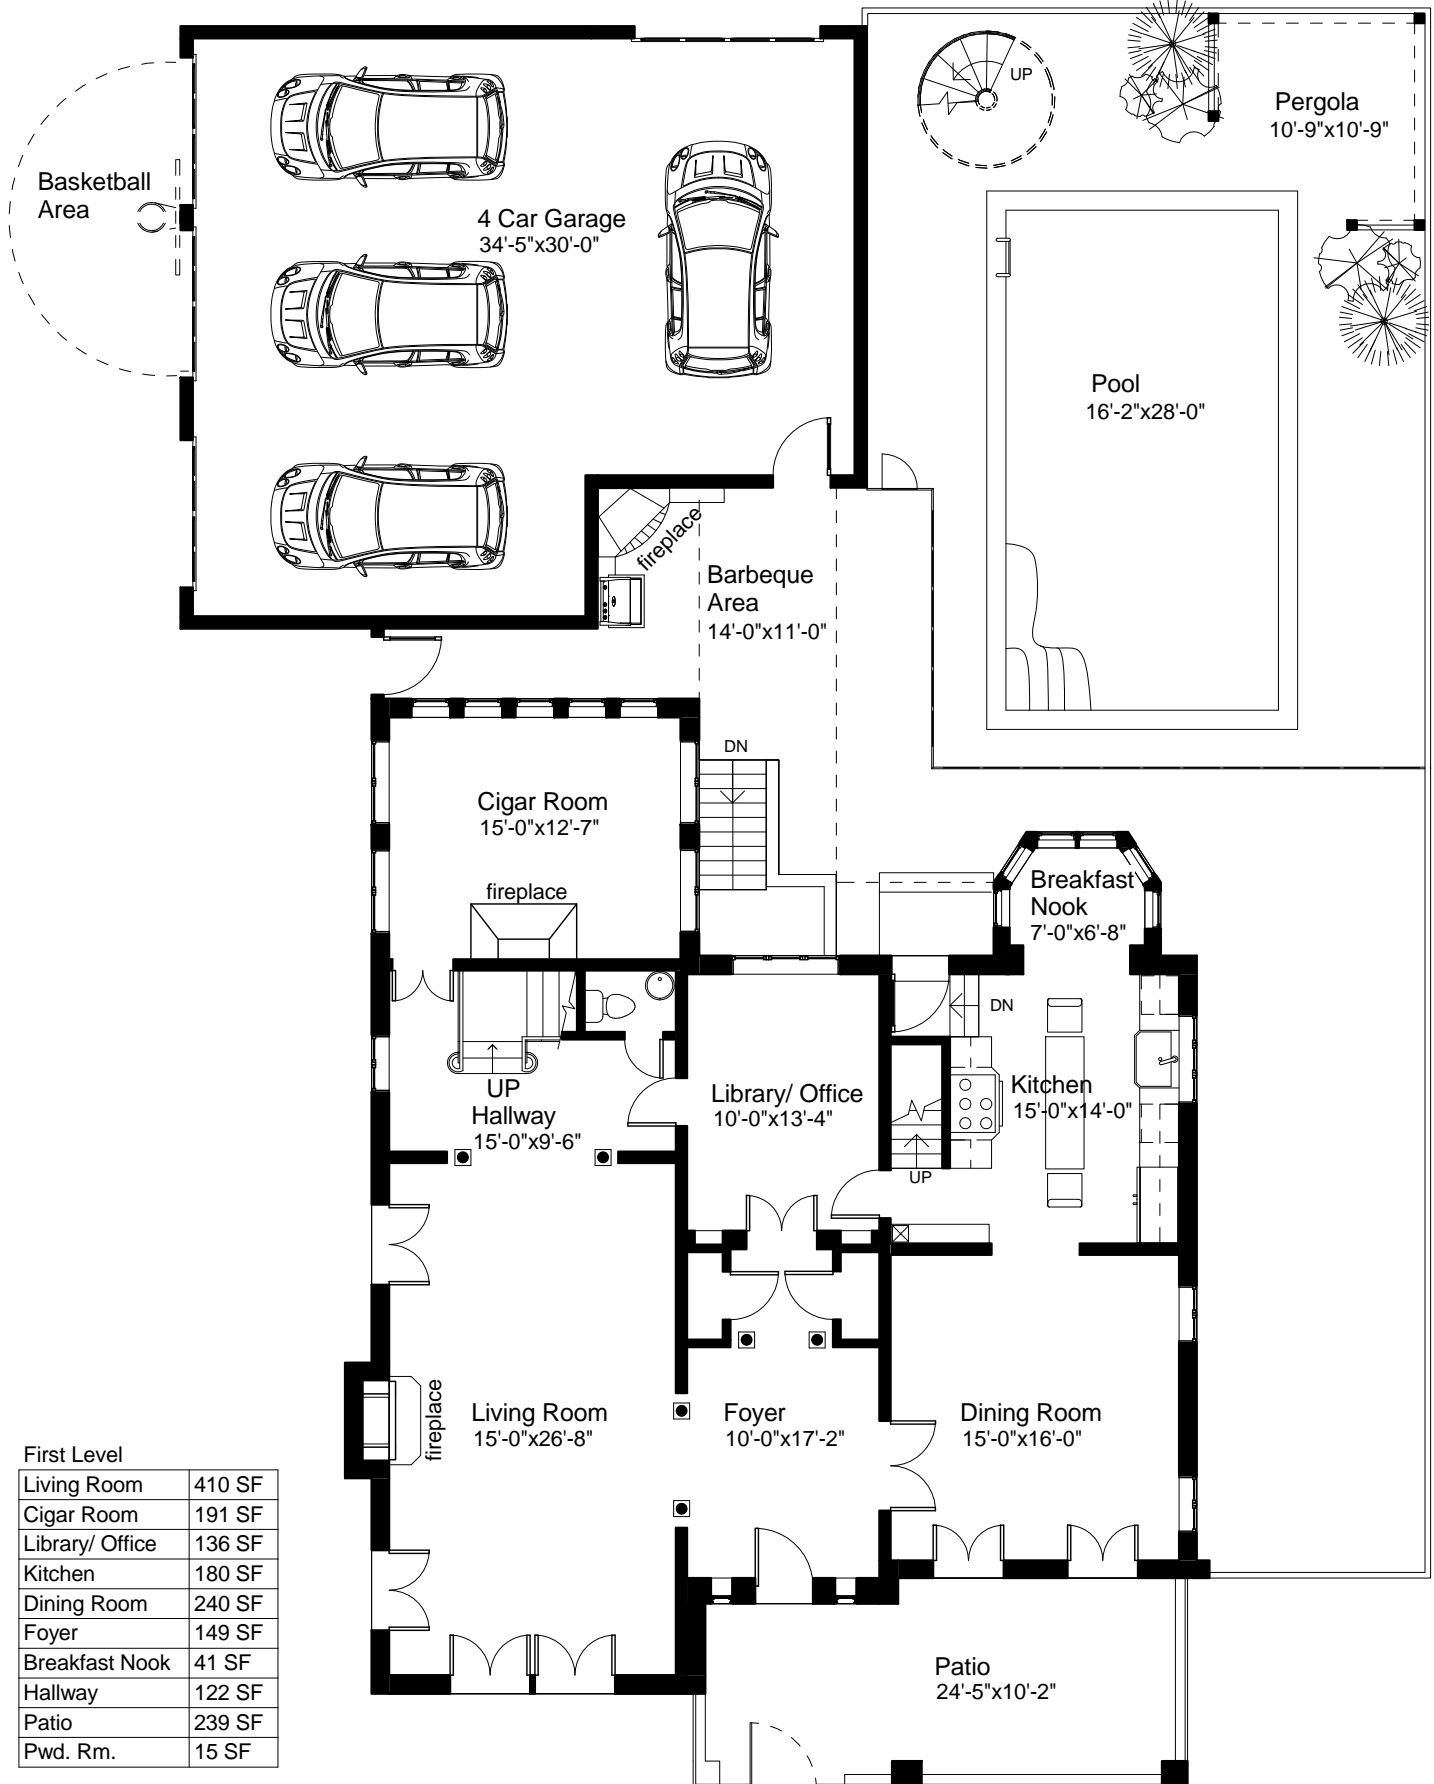 UP
Pergola
10'-9"x10'-9"
Basketball
Area
4 Car Garage
34'-5"x30'-0"
Pool
16'-2"x28'-0"
fireplace
Barbeque
Area
14'-0"x11'-0"
DN
Cigar Room
15'-0"x12'-7"
fireplace
Breakfast
Nook
7'-0"x6'-8"
DN
UP
Hallway
15'-0"x9'-6"
Library/ Office
10'-0"x13'-4"
Kitchen
15'-0"x14'-0"
UP
fireplace
Living Room
15'-0"x26'-8"
Foyer
10'-0"x17'-2"
Dining Room
15'-0"x16'-0"
Patio
24'-5"x10'-2"
First Level
Living Room 410 SF
Cigar Room 191 SF
Library/ Office 136 SF
Kitchen 180 SF
Dining Room 240 SF
Foyer 149 SF
Breakfast Nook 41 SF
Hallway 122 SF
Patio 239 SF
Pwd. Rm. 15 SF